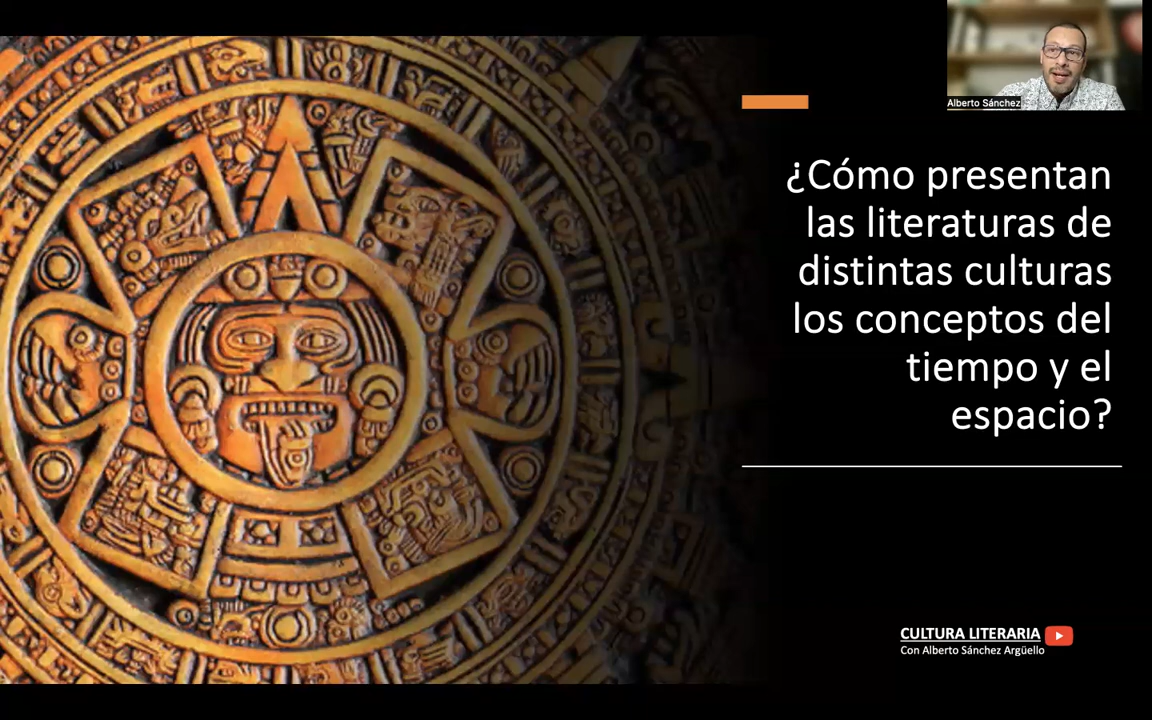 Alberto Sánchez
¿Cómo presentan
las literaturas de
distintas culturas
los conceptos del
tiempo y el
espacio?
CULTURA LITERARIA
Con Alberto Sánchez Argüello